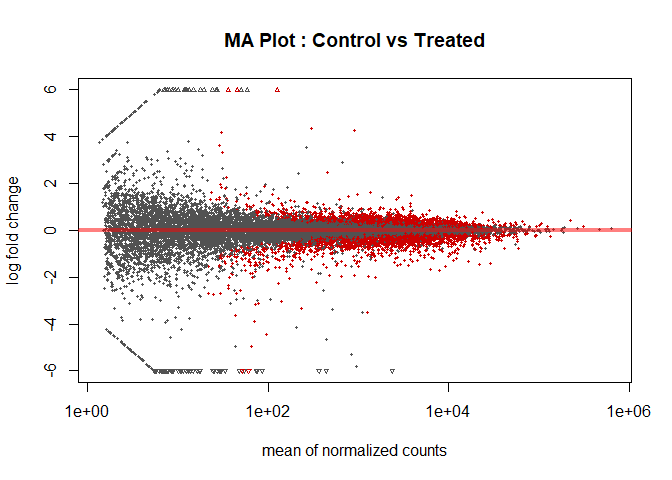 MA Plot : Control vs Treated
log fold change
6
4
2
0
-2
-4
-6
1e+00 1e+02 1e+04 1e+06
mean of normalized counts